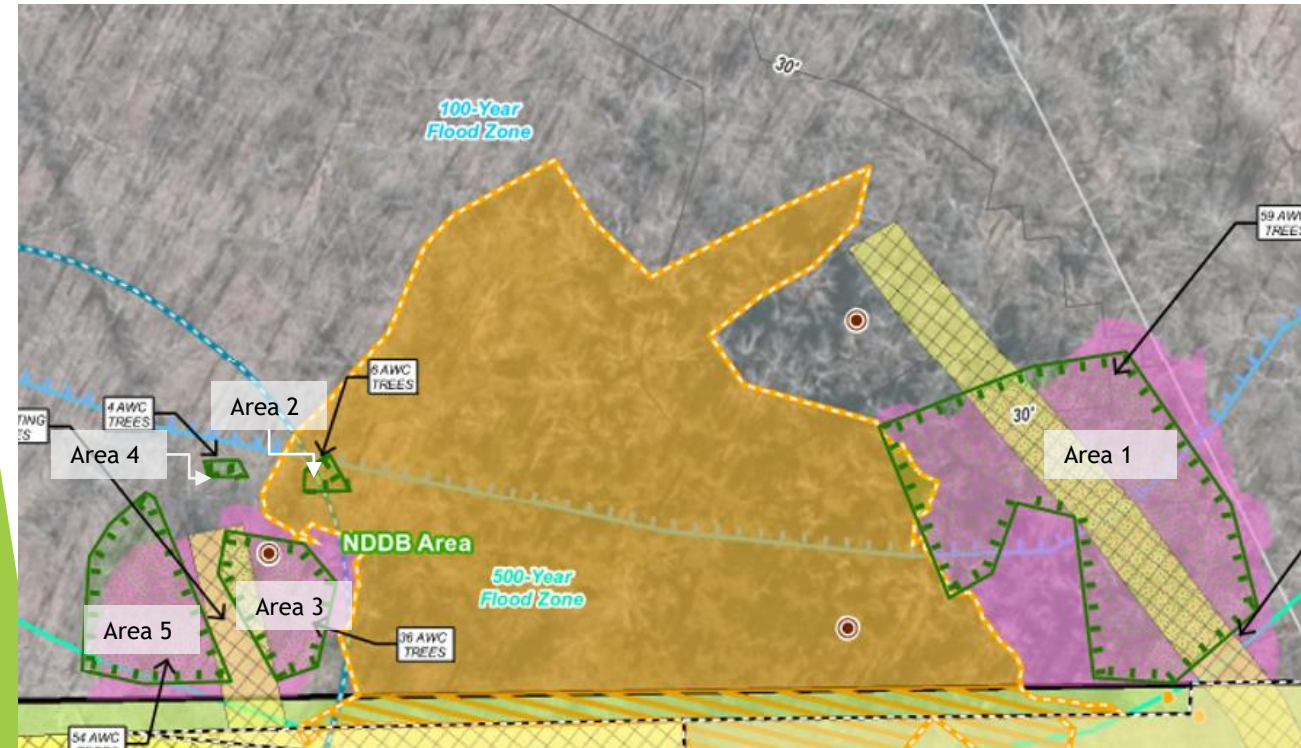 30'
100-Year
Flood Zone
59 AWC
TREES
6 AWC
TREES
Area 2
4 AWC
TREES
Area 4
30'
Area 1
NDDB Area
500-Year
Flood Zone
Area 3
Area 5
36 AWC
TREES
54 AWC